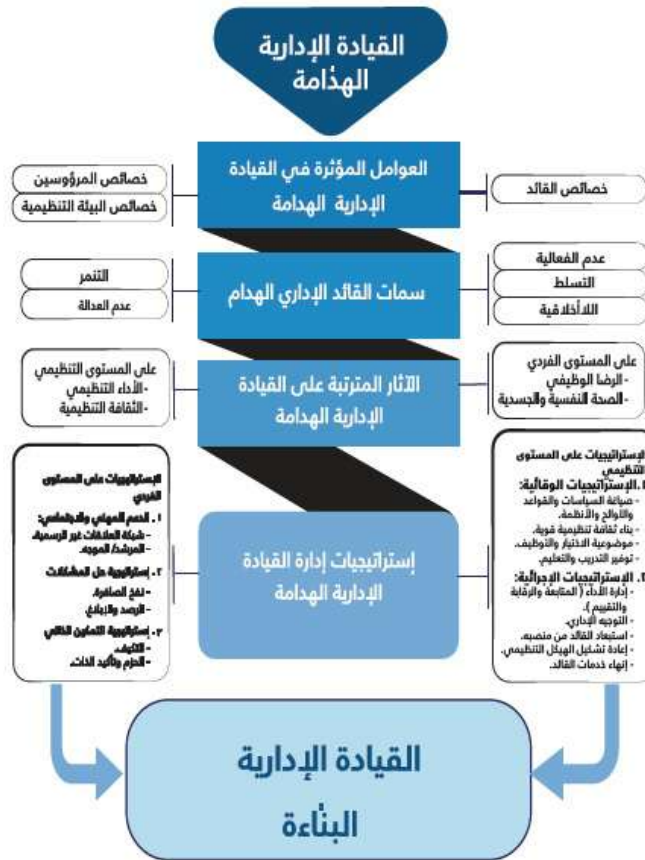 القيادة الإدارية
الهدّامة
العوامل المؤثرة في القيادة
الإدارية الهدامة
خصائص القائد
خصائص المرؤوسين
خصائص البيئة التنظيمية
سمات القائد الإداري الهدام
عدم الفعالية
التسلط
اللاأخلاقية
التنمر
عدم العدالة
الآثار المترتبة على القيادة
الإدارية الهدامة
على المستوى الفردي
-الرضا الوظيفي
-الصحة النفسية والجسدية
على المستوى التنظيمي
-الأداء التنظيمي
-الثقافة التنظيمية
إستراتيجيات إدارة القيادة
الإدارية الهدامة
الإستراتيجيات على المستوى
التنظيمي
١.الإستراتيجيات الوقائية:
- صياغة السياسات والقواعد
واللوائح والأنظمة.
- بناء ثقافة تنظيمية قوية.
- موضوعية الاختيار والتوظيف.
- توفير التدريب والتعليم.
٢. الإستراتيجيات الإجرائية:
- إدارة الأداء ( المتابعة والرقابة
والتقييم ).
- التوجيه الإداري.
- استبعاد القائد من منصبه.
- إعادة تشكيل الهيكل التنظيمي.
- إنهاء خدمات القائد.
الإستراتيجيات على المستوى
الفردي
١ . الدعم المهني والاجتماعي:
- شبكة العلاقات غير الرسمية.
- المرشد/ الموجه.
٢ . إستراتيجية حل المشكلات
- نفخ الصافرة.
- الرصد والإبلاغ.
٣ . إستراتيجية التمكين الذاتي
- التكيف.
- الحزم وتأكيد الذات.
القيادة الإدارية
البنّاءة